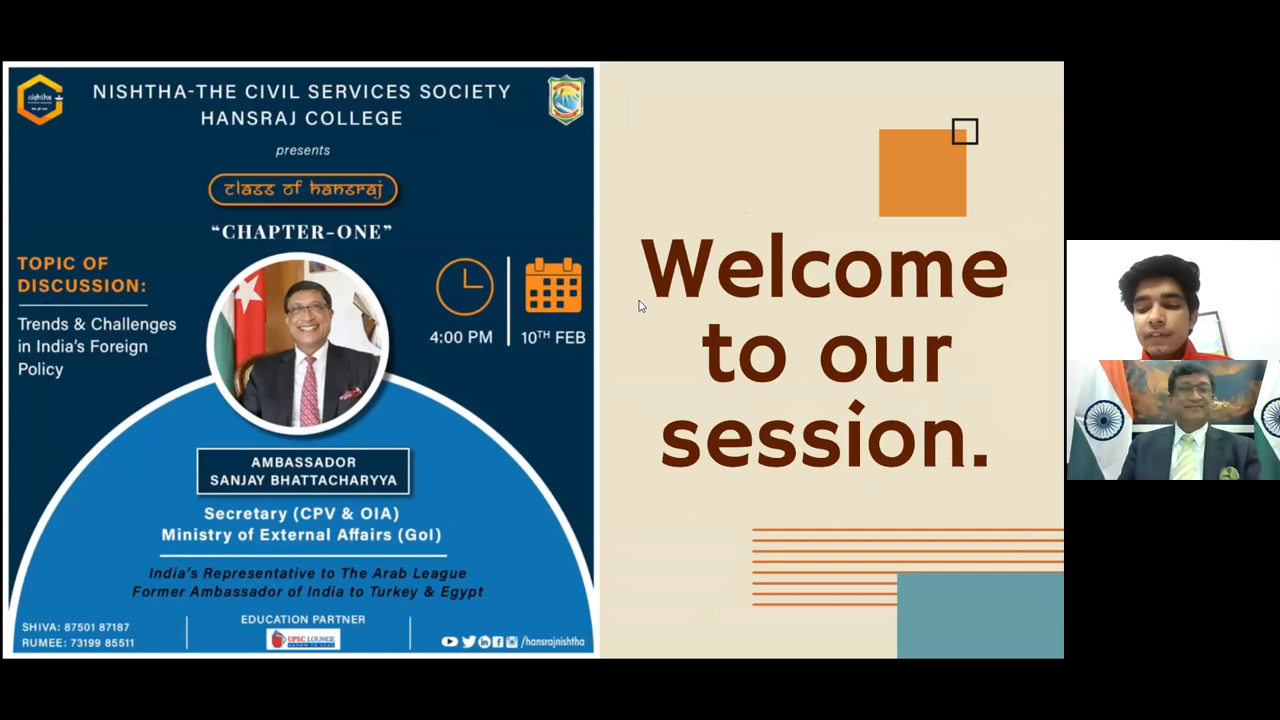 nishtha
NISHTHA-THE CIVIL SERVICES SOCIETY
HANSRAJ COLLEGE
presents
CLASS OF HANSRAJ
“CHAPTER-ONE”
TOPIC OF
DISCUSSION:
Trends & Challenges
in India’s Foreign
Policy
4:00 PM
10TH FEB
AMBASSADOR
SANJAY BHATTACHARYYA
Secretary (CPV & OIA)
Ministry of External Affairs (GoI)
India’s Representative to The Arab League
Former Ambassador of India to Turkey & Egypt
SHIVA: 87501 87187
RUMEE: 73199 85511
EDUCATION PARTNER
UPSC LOUNGE
/hansrajnishtha
Welcome
to our
session.